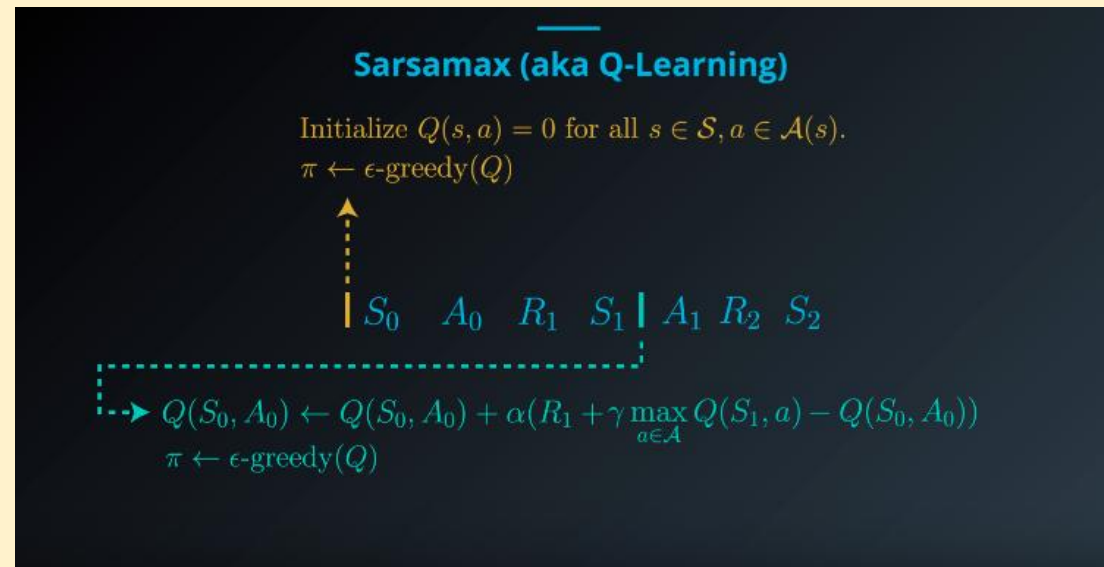 Sarsamax (aka Q-Learning)
Initialize Q(s, a) = 0 for all s ∈ 𝒮, a ∈ 𝒜(s).
π ← ϵ-greedy(Q)
S₀ A₀ R₁ S₁ A₁ R₂ S₂
Q(S₀, A₀) ← Q(S₀, A₀) + α(R₁ + γ max_{a∈𝒜} Q(S₁, a) − Q(S₀, A₀))
π ← ϵ-greedy(Q)